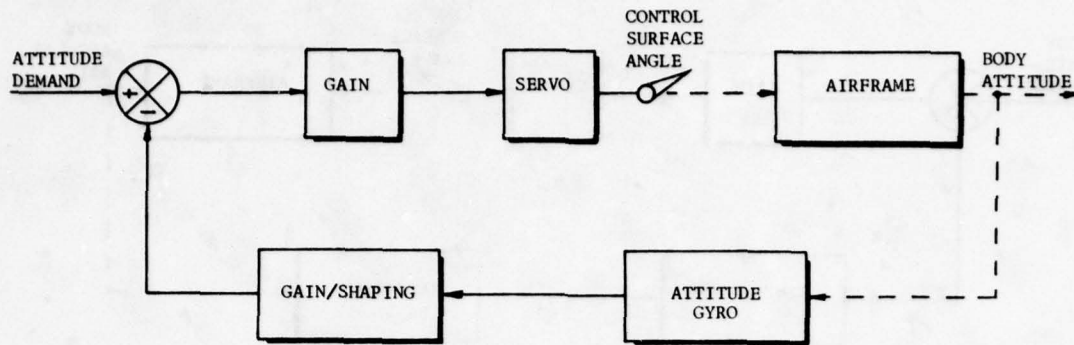 ATTITUDE
DEMAND
+
−
GAIN
SERVO
CONTROL
SURFACE
ANGLE
AIRFRAME
BODY
ATTITUDE
GAIN/SHAPING
ATTITUDE
GYRO